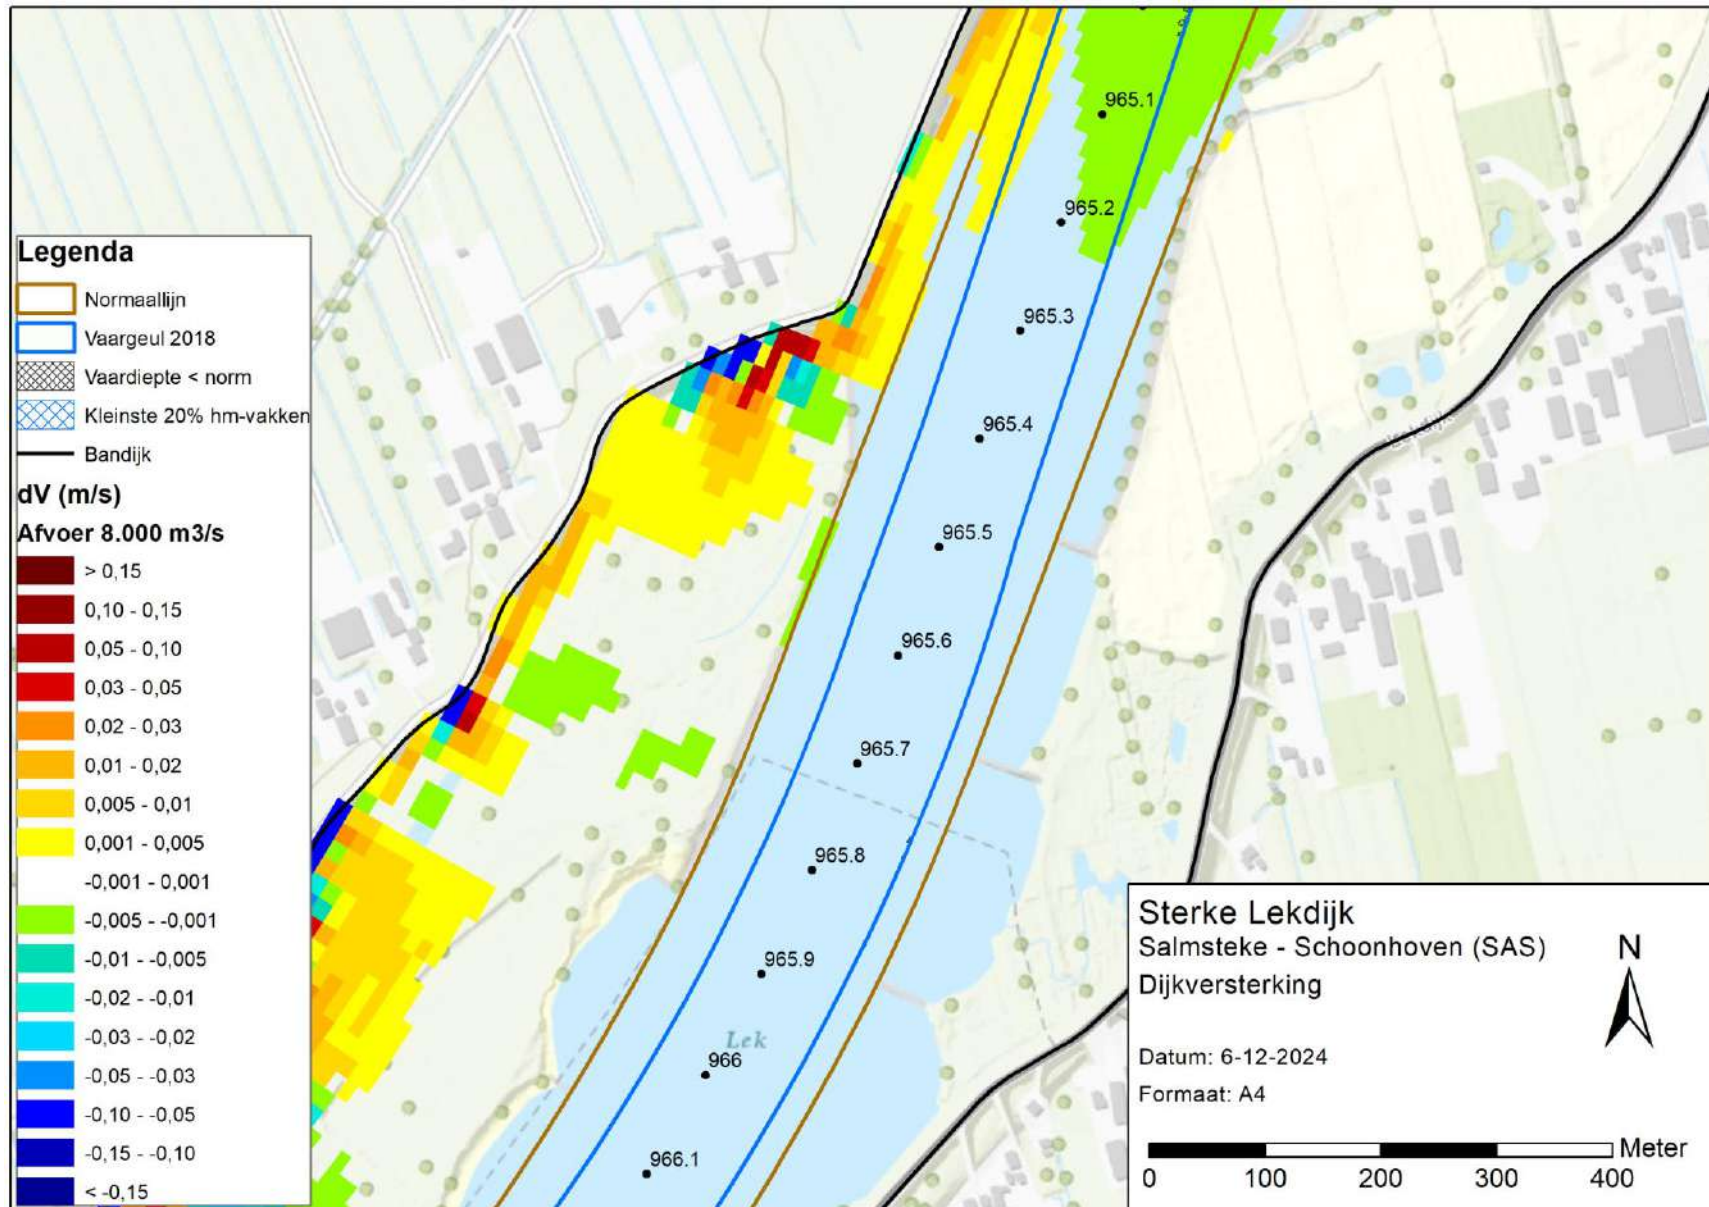 965.1
965.2
965.3
965.4
965.5
965.6
965.7
965.8
965.9
Lek
966
966.1
Legenda
Normaallijn
Vaargeul 2018
Vaardiepte < norm
Kleinste 20% hm-vakken
Bandijk
dV (m/s)
Afvoer 8.000 m3/s
> 0,15
0,10 - 0,15
0,05 - 0,10
0,03 - 0,05
0,02 - 0,03
0,01 - 0,02
0,005 - 0,01
0,001 - 0,005
-0,001 - 0,001
-0,005 - -0,001
-0,01 - -0,005
-0,02 - -0,01
-0,03 - -0,02
-0,05 - -0,03
-0,10 - -0,05
-0,15 - -0,10
< -0,15
Sterke Lekdijk
Salmsteke - Schoonhoven (SAS)
Dijkversterking
N
Datum: 6-12-2024
Formaat: A4
Meter
0 100 200 300 400